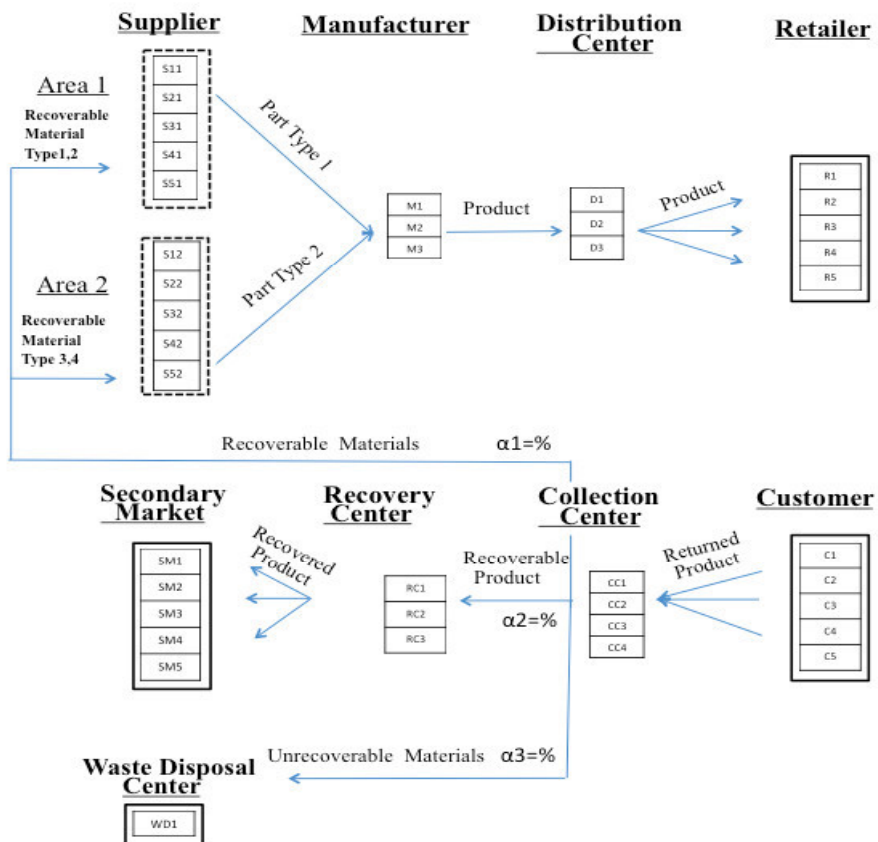 Supplier
Manufacturer
Distribution
Center
Retailer
Area 1
Recoverable
Material
Type1,2
S11
S21
S31
S41
S51
Part Type 1
M1
M2
M3
Product
D1
D2
D3
Product
R1
R2
R3
R4
R5
Area 2
Recoverable
Material
Type 3,4
S12
S22
S32
S42
S52
Part Type 2
Recoverable Materials α1=%
Secondary
Market
Recovery
Center
Collection
Center
Customer
SM1
SM2
SM3
SM4
SM5
Recovered
Product
RC1
RC2
RC3
Recoverable
Product
α2=%
CC1
CC2
CC3
CC4
Returned
Product
C1
C2
C3
C4
C5
Unrecoverable Materials α3=%
Waste Disposal
Center
WD1